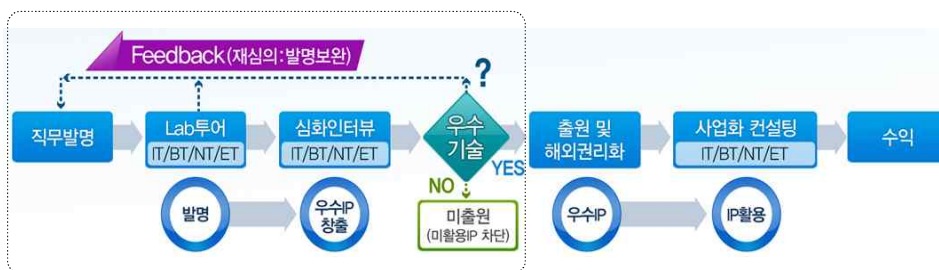 Feedback(재심의:발명보완)
?
직무발명
Lab투어
IT/BT/NT/ET
심화인터뷰
IT/BT/NT/ET
우수
기술
YES
NO
미출원
(미활용IP 차단)
출원 및
해외권리화
사업화 컨설팅
IT/BT/NT/ET
수익
발명
우수IP
창출
우수IP
IP활용